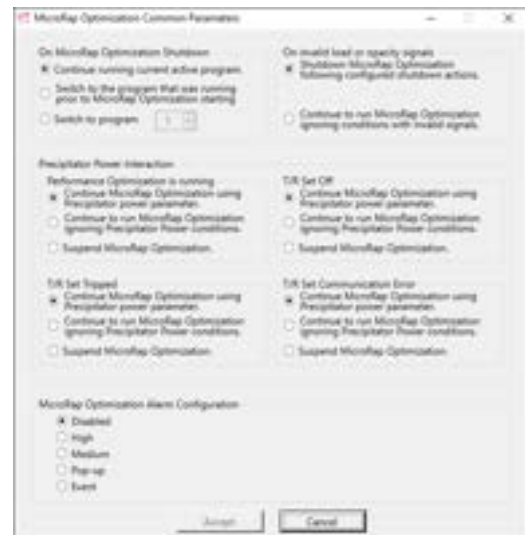 MicroRap Optimization Common Parameters
On MicroRap Optimization Shutdown
Continue running current active program.
Switch to the program that was running
prior to MicroRap Optimization starting
Switch to program
On invalid load or opacity signals
Shutdown MicroRap Optimization
following configured shutdown actions.
Continue to run MicroRap Optimization
ignoring conditions with invalid signals.
Precipitator Power Interaction
Performance Optimization is running
Continue MicroRap Optimization using
Precipitator power parameter.
Continue to run MicroRap Optimization
ignoring Precipitator Power conditions.
Suspend MicroRap Optimization.
T/R Set Off
Continue MicroRap Optimization using
Precipitator power parameter.
Continue to run MicroRap Optimization
ignoring Precipitator Power conditions.
Suspend MicroRap Optimization.
T/R Set Tripped
Continue MicroRap Optimization using
Precipitator power parameter.
Continue to run MicroRap Optimization
ignoring Precipitator Power conditions.
Suspend MicroRap Optimization.
T/R Set Communication Error
Continue MicroRap Optimization using
Precipitator power parameter.
Continue to run MicroRap Optimization
ignoring Precipitator Power conditions.
Suspend MicroRap Optimization.
MicroRap Optimization Alarm Configuration
Disabled
High
Medium
Pop-up
Event
Accept
Cancel